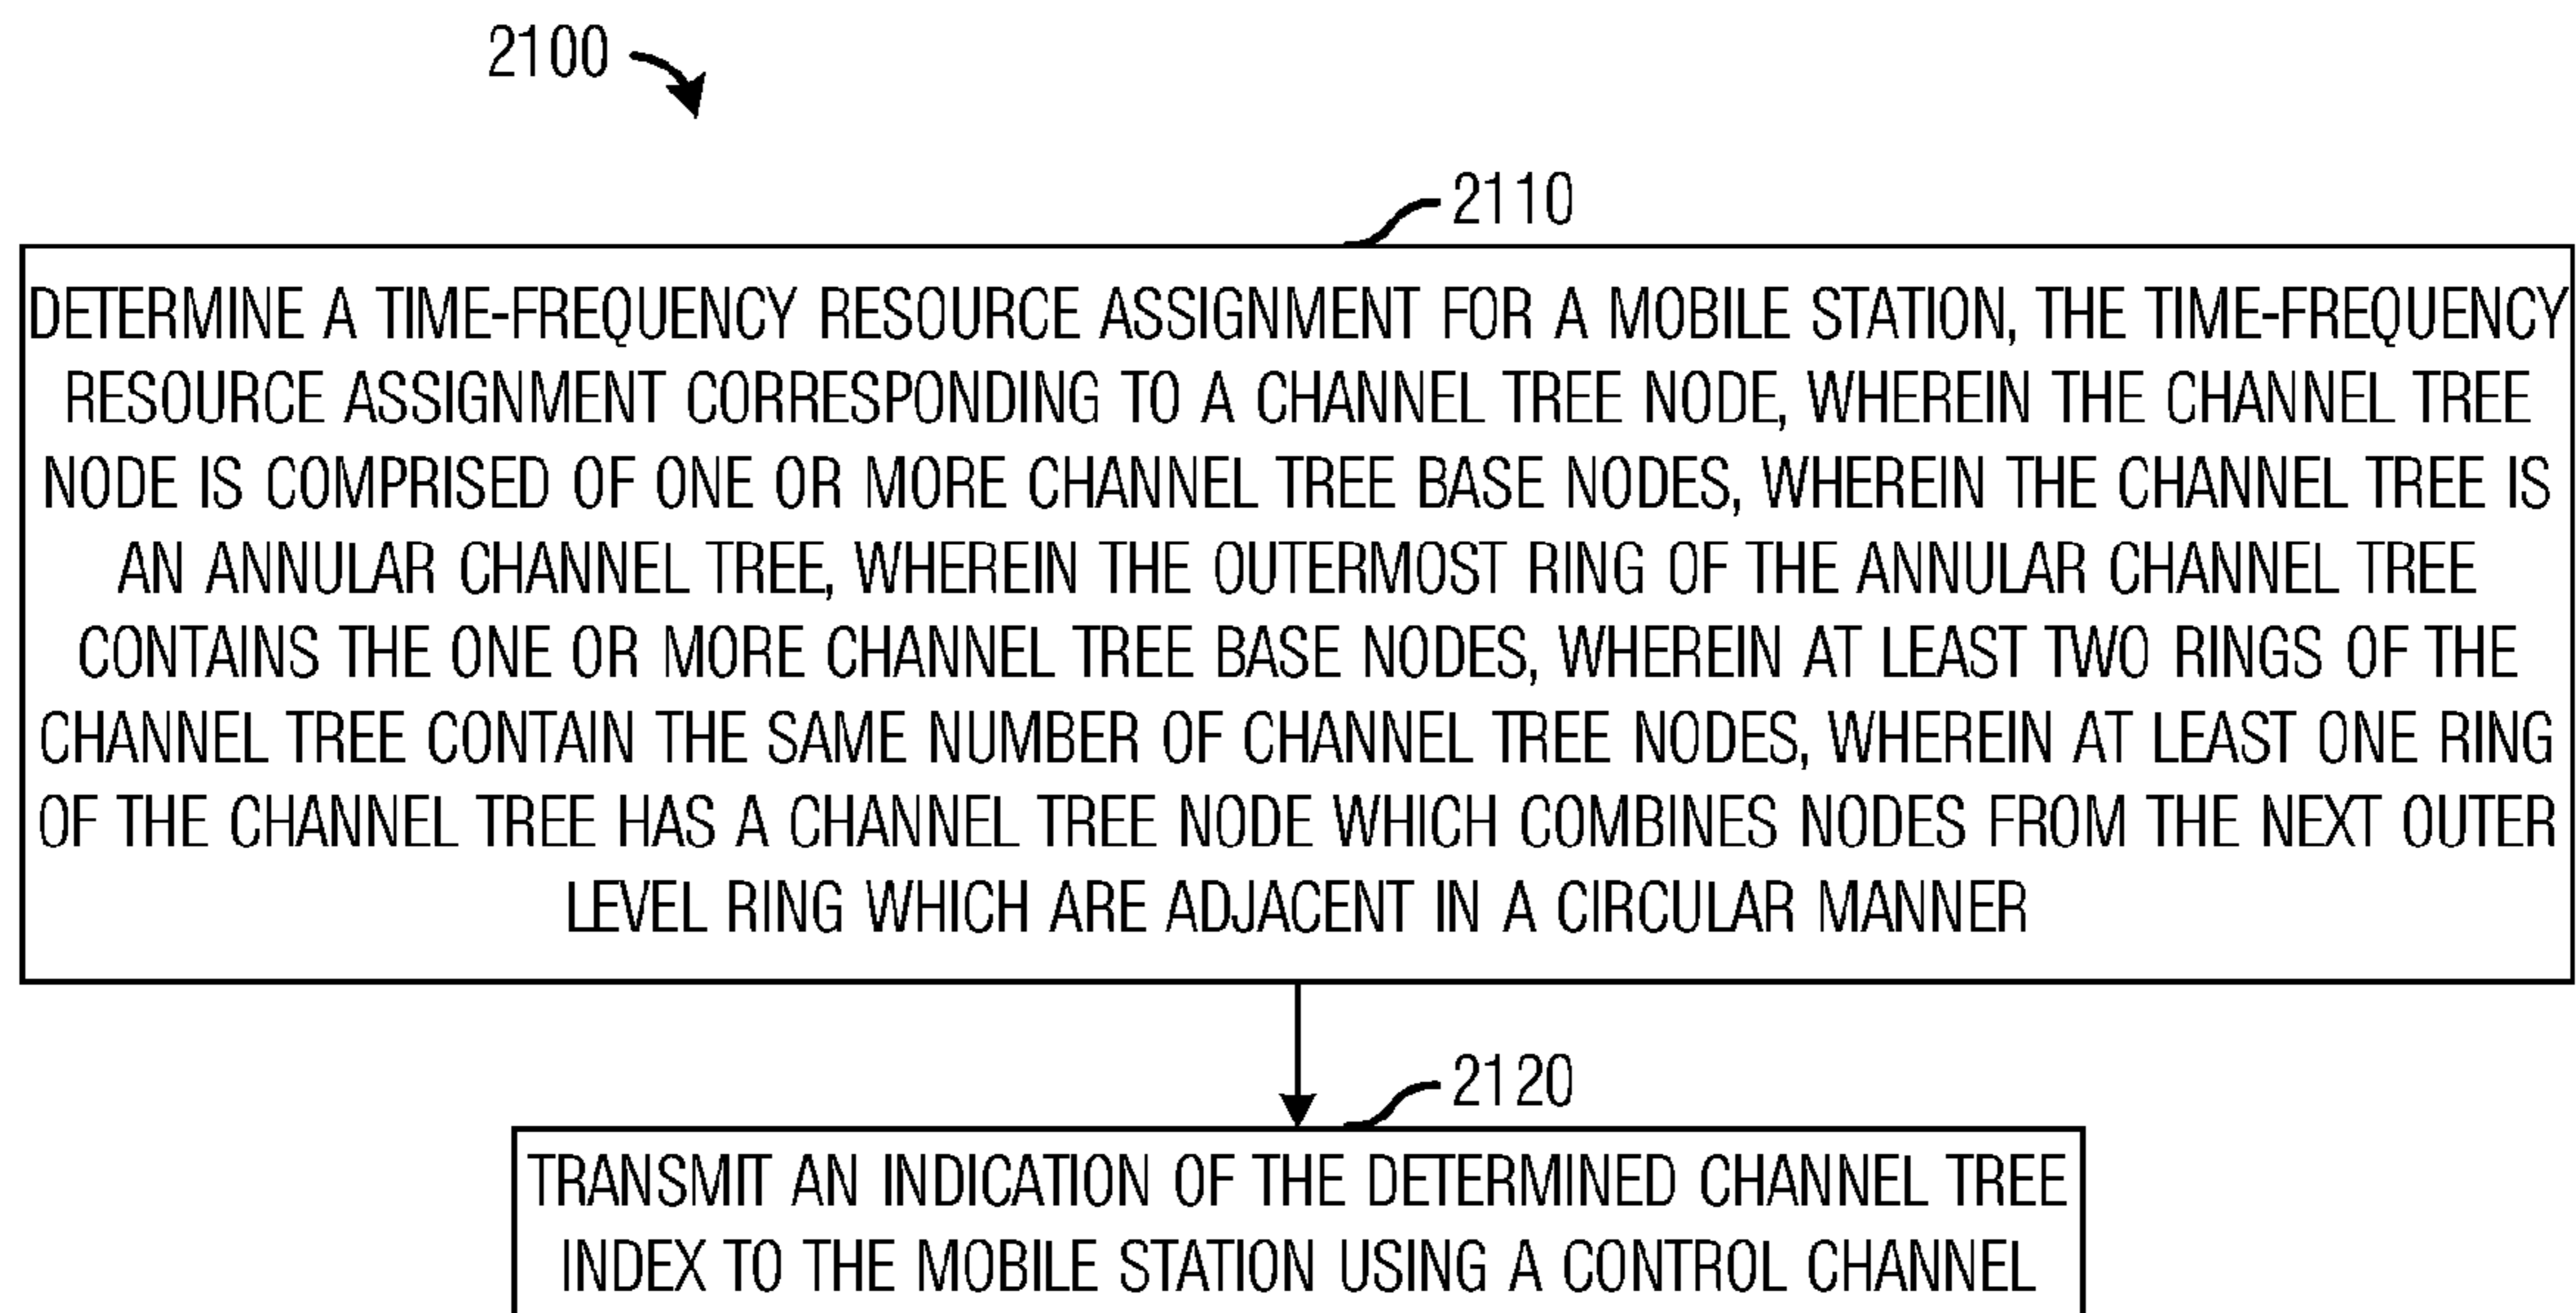 2100
2110
DETERMINE A TIME-FREQUENCY RESOURCE ASSIGNMENT FOR A MOBILE STATION, THE TIME-FREQUENCY
RESOURCE ASSIGNMENT CORRESPONDING TO A CHANNEL TREE NODE, WHEREIN THE CHANNEL TREE
NODE IS COMPRISED OF ONE OR MORE CHANNEL TREE BASE NODES, WHEREIN THE CHANNEL TREE IS
AN ANNULAR CHANNEL TREE, WHEREIN THE OUTERMOST RING OF THE ANNULAR CHANNEL TREE
CONTAINS THE ONE OR MORE CHANNEL TREE BASE NODES, WHEREIN AT LEAST TWO RINGS OF THE
CHANNEL TREE CONTAIN THE SAME NUMBER OF CHANNEL TREE NODES, WHEREIN AT LEAST ONE RING
OF THE CHANNEL TREE HAS A CHANNEL TREE NODE WHICH COMBINES NODES FROM THE NEXT OUTER
LEVEL RING WHICH ARE ADJACENT IN A CIRCULAR MANNER
2120
TRANSMIT AN INDICATION OF THE DETERMINED CHANNEL TREE
INDEX TO THE MOBILE STATION USING A CONTROL CHANNEL